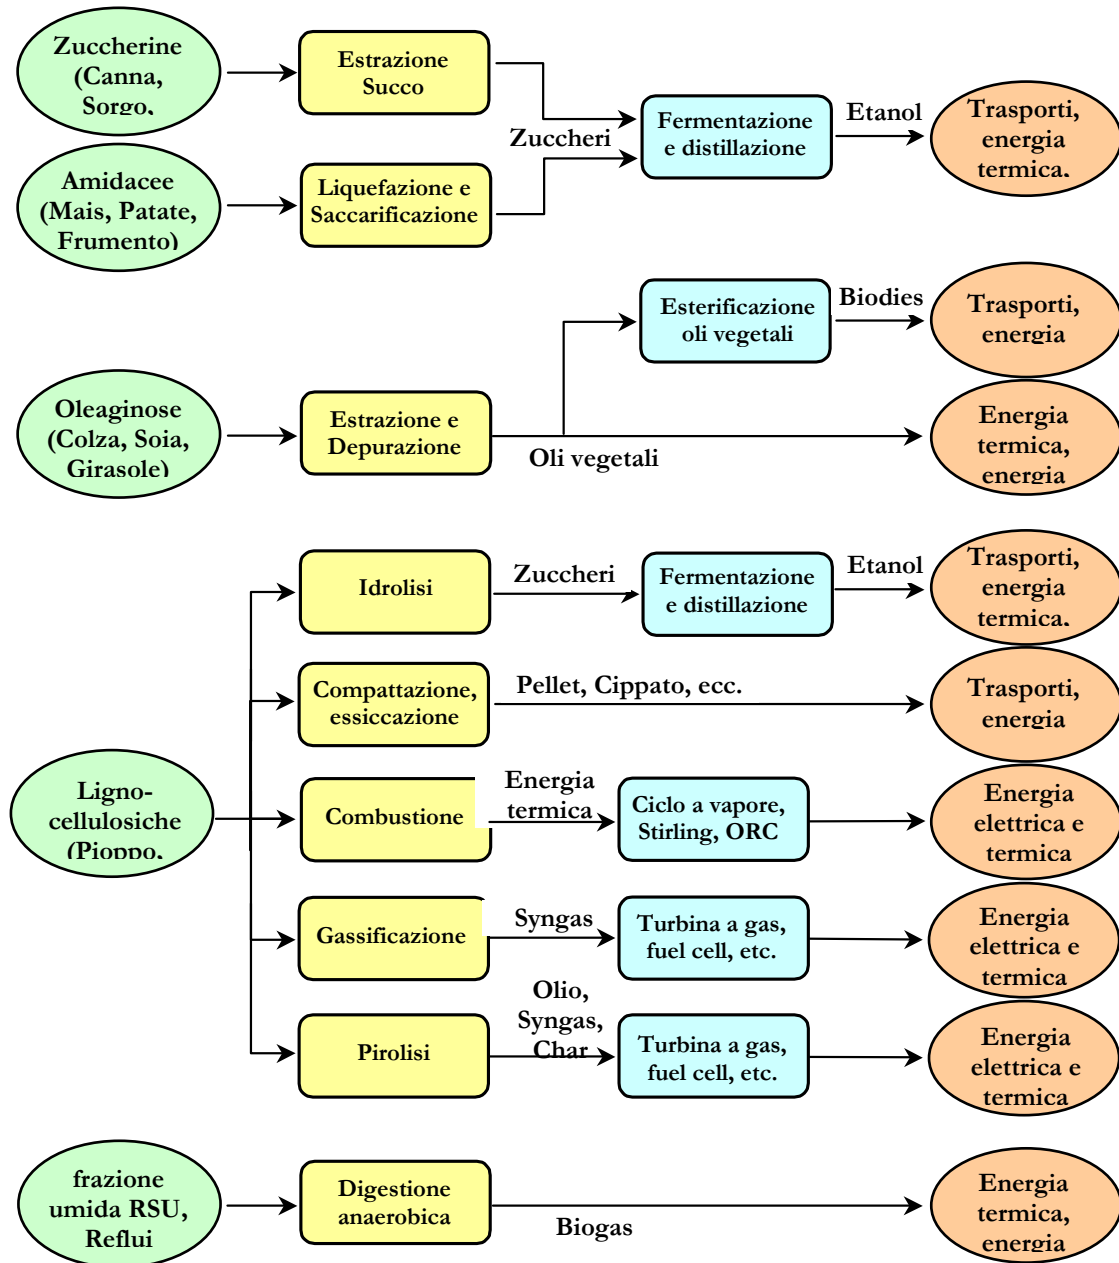 Zuccherine
(Canna,
Sorgo,
Estrazione
Succo
Zuccheri
Fermentazione
e distillazione
Etanol
Trasporti,
energia
termica,
Amidacee
(Mais, Patate,
Frumento)
Liquefazione e
Saccarificazione
Esterificazione
oli vegetali
Biodies
Trasporti,
energia
Oleaginose
(Colza, Soia,
Girasole)
Estrazione e
Depurazione
Oli vegetali
Energia
termica,
energia
Idrolisi
Zuccheri
Fermentazione
e distillazione
Etanol
Trasporti,
energia
termica,
Compattazione,
essiccazione
Pellet, Cippato, ecc.
Trasporti,
energia
Ligno-
cellulosiche
(Pioppo,
Combustione
Energia
termica
Ciclo a vapore,
Stirling, ORC
Energia
elettrica e
termica
Gassificazione
Syngas
Turbina a gas,
fuel cell, etc.
Energia
elettrica e
termica
Pirolisi
Olio,
Syngas,
Char
Turbina a gas,
fuel cell, etc.
Energia
elettrica e
termica
frazione
umida RSU,
Reflui
Digestione
anaerobica
Biogas
Energia
termica,
energia